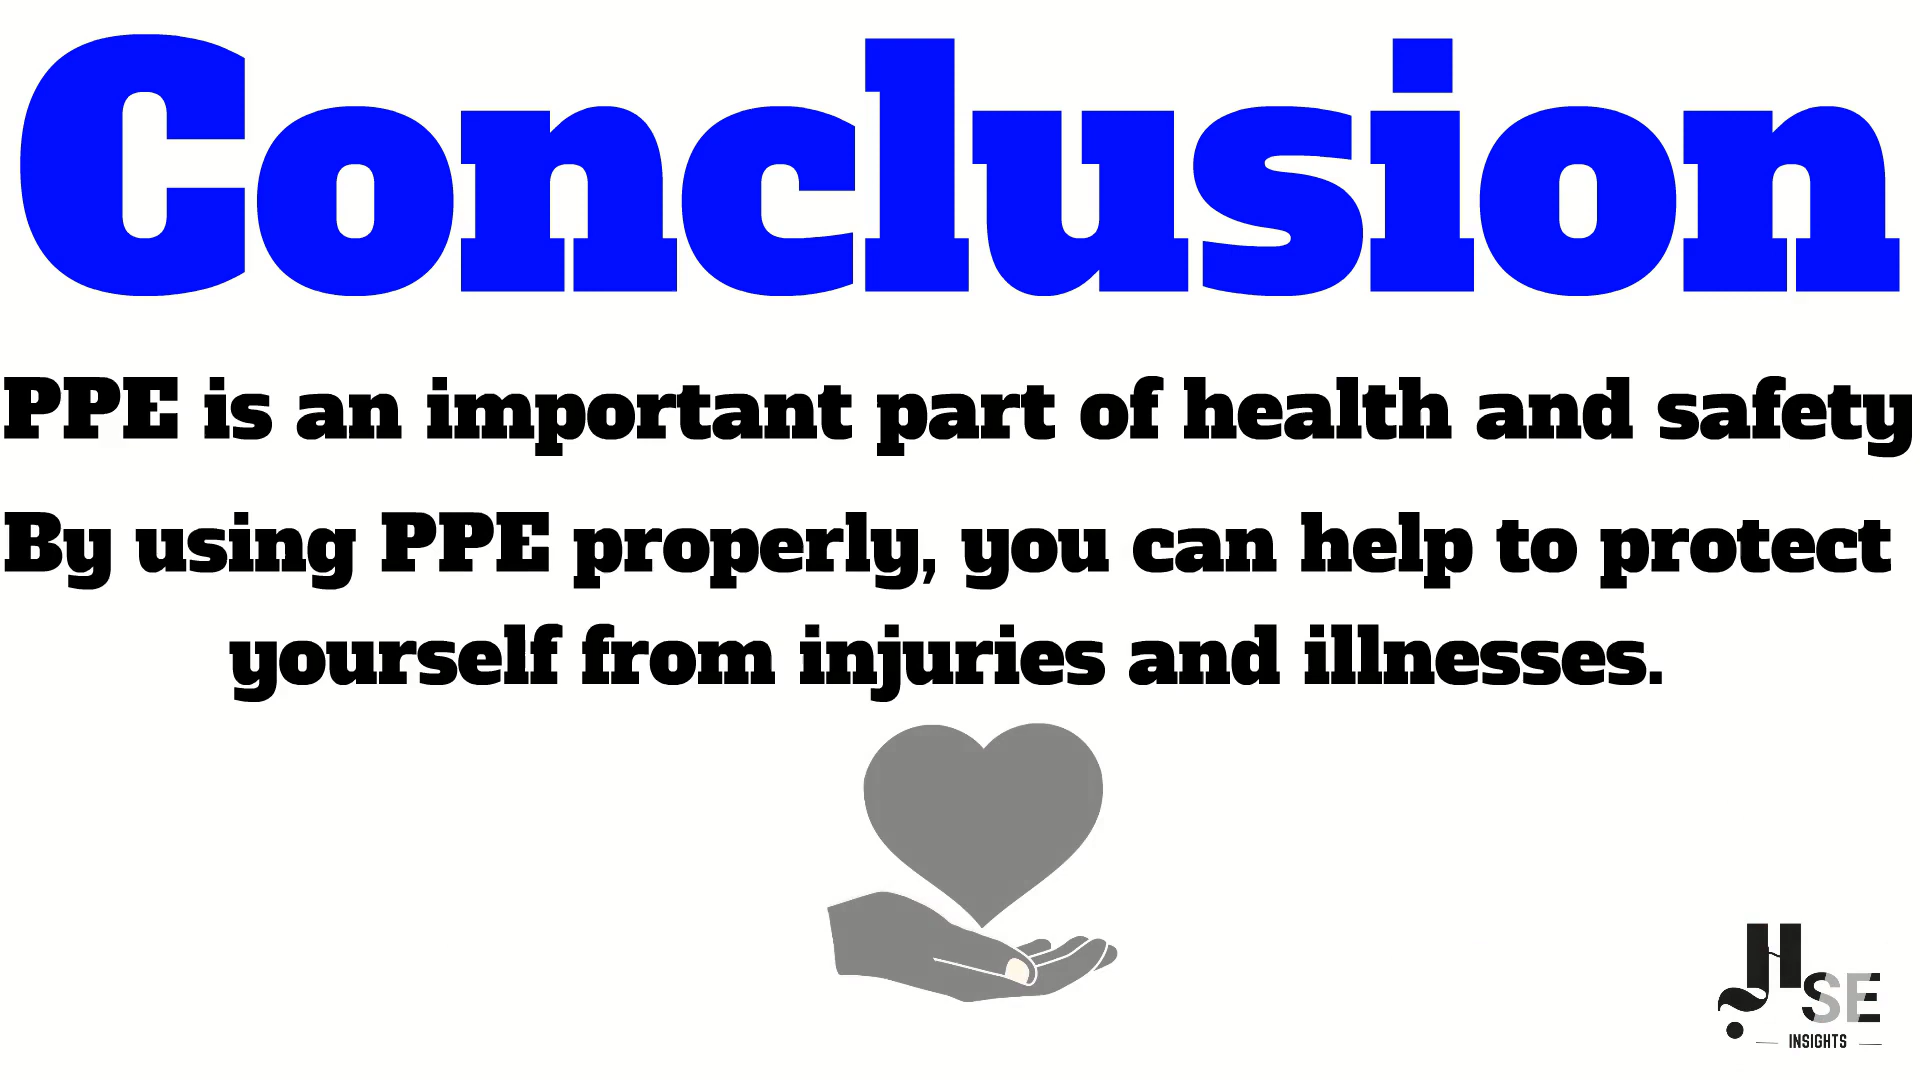 Conclusion
PPE is an important part of health and safety
By using PPE properly, you can help to protect
yourself from injuries and illnesses.
HSE
INSIGHTS